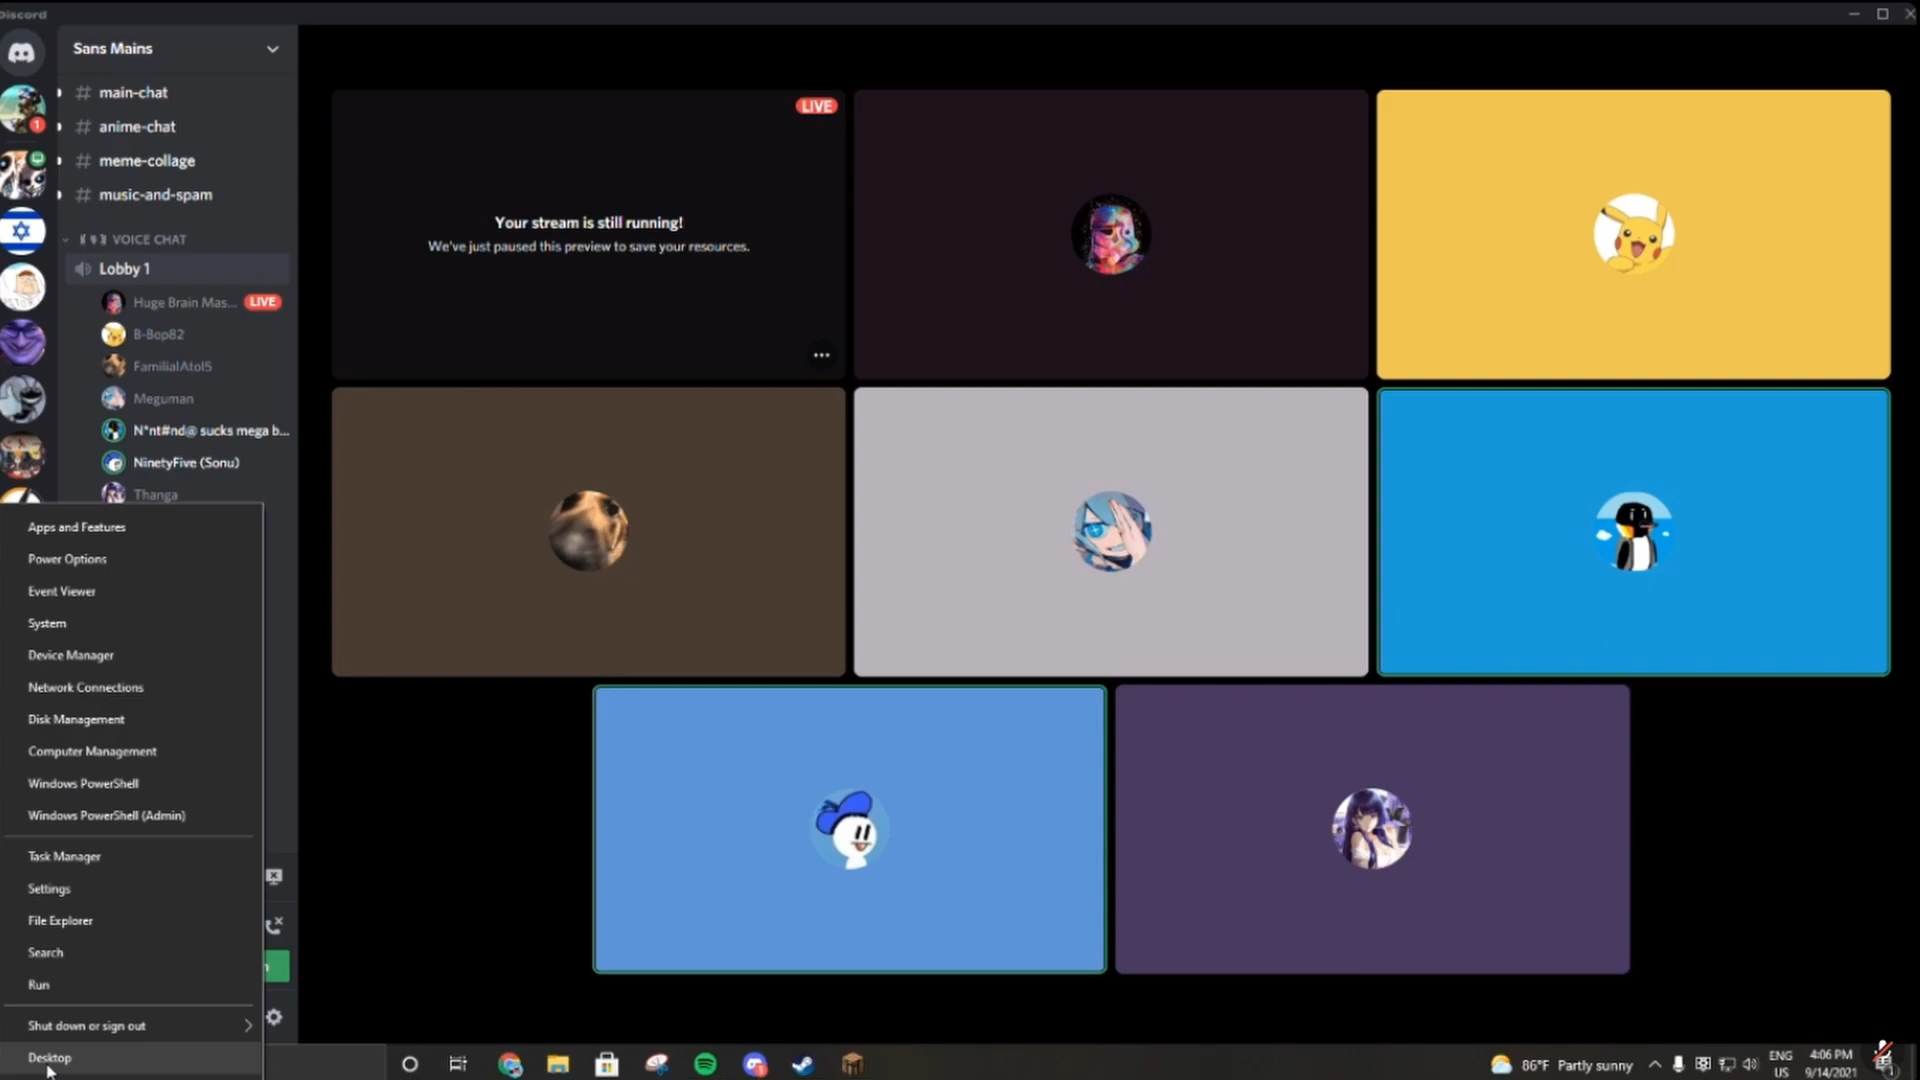 Discord
Sans Mains
main-chat
anime-chat
meme-collage
music-and-spam
VOICE CHAT
Lobby 1
Huge Brain Mas... LIVE
B-Bop82
FamilialAtol5
Meguman
N*nt#nd@ sucks mega b...
NinetyFive (Sonu)
Thanga
1
LIVE
Your stream is still running!
We've just paused this preview to save your resources.
Apps and Features
Power Options
Event Viewer
System
Device Manager
Network Connections
Disk Management
Computer Management
Windows PowerShell
Windows PowerShell (Admin)
Task Manager
Settings
File Explorer
Search
Run
Shut down or sign out
Desktop
86°F Partly sunny
ENG
US
4:06 PM
9/14/2021
1